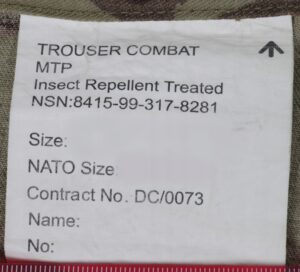 TROUSER COMBAT
MTP
Insect Repellent Treated
NSN:8415-99-317-8281
Size:
NATO Size
Contract No. DC/0073
Name:
No: